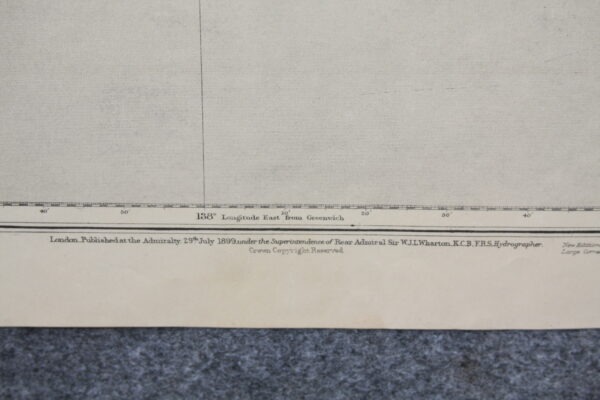 40' 50' 138° Longitude East from Greenwich 10' 20' 30' 40'
London. Published at the Admiralty. 29th July 1899, under the Superintendence of Rear Admiral Sir W.J.L. Wharton, K.C.B., F.R.S., Hydrographer.
Crown Copyright Reserved.
New Edition
Large Corre